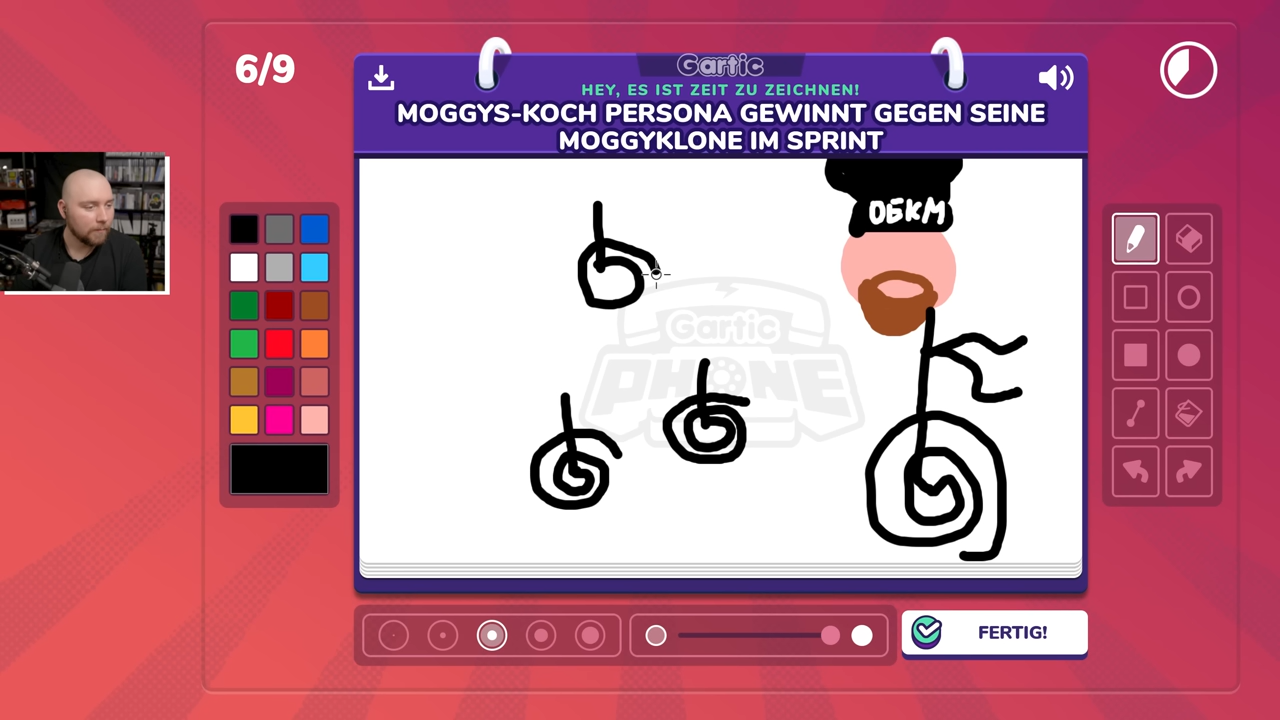 6/9
Gartic
HEY, ES IST ZEIT ZU ZEICHNEN!
MOGGYS-KOCH PERSONA GEWINNT GEGEN SEINE
MOGGYKLONE IM SPRINT
DEKM
Gartic
PHONE
FERTIG!